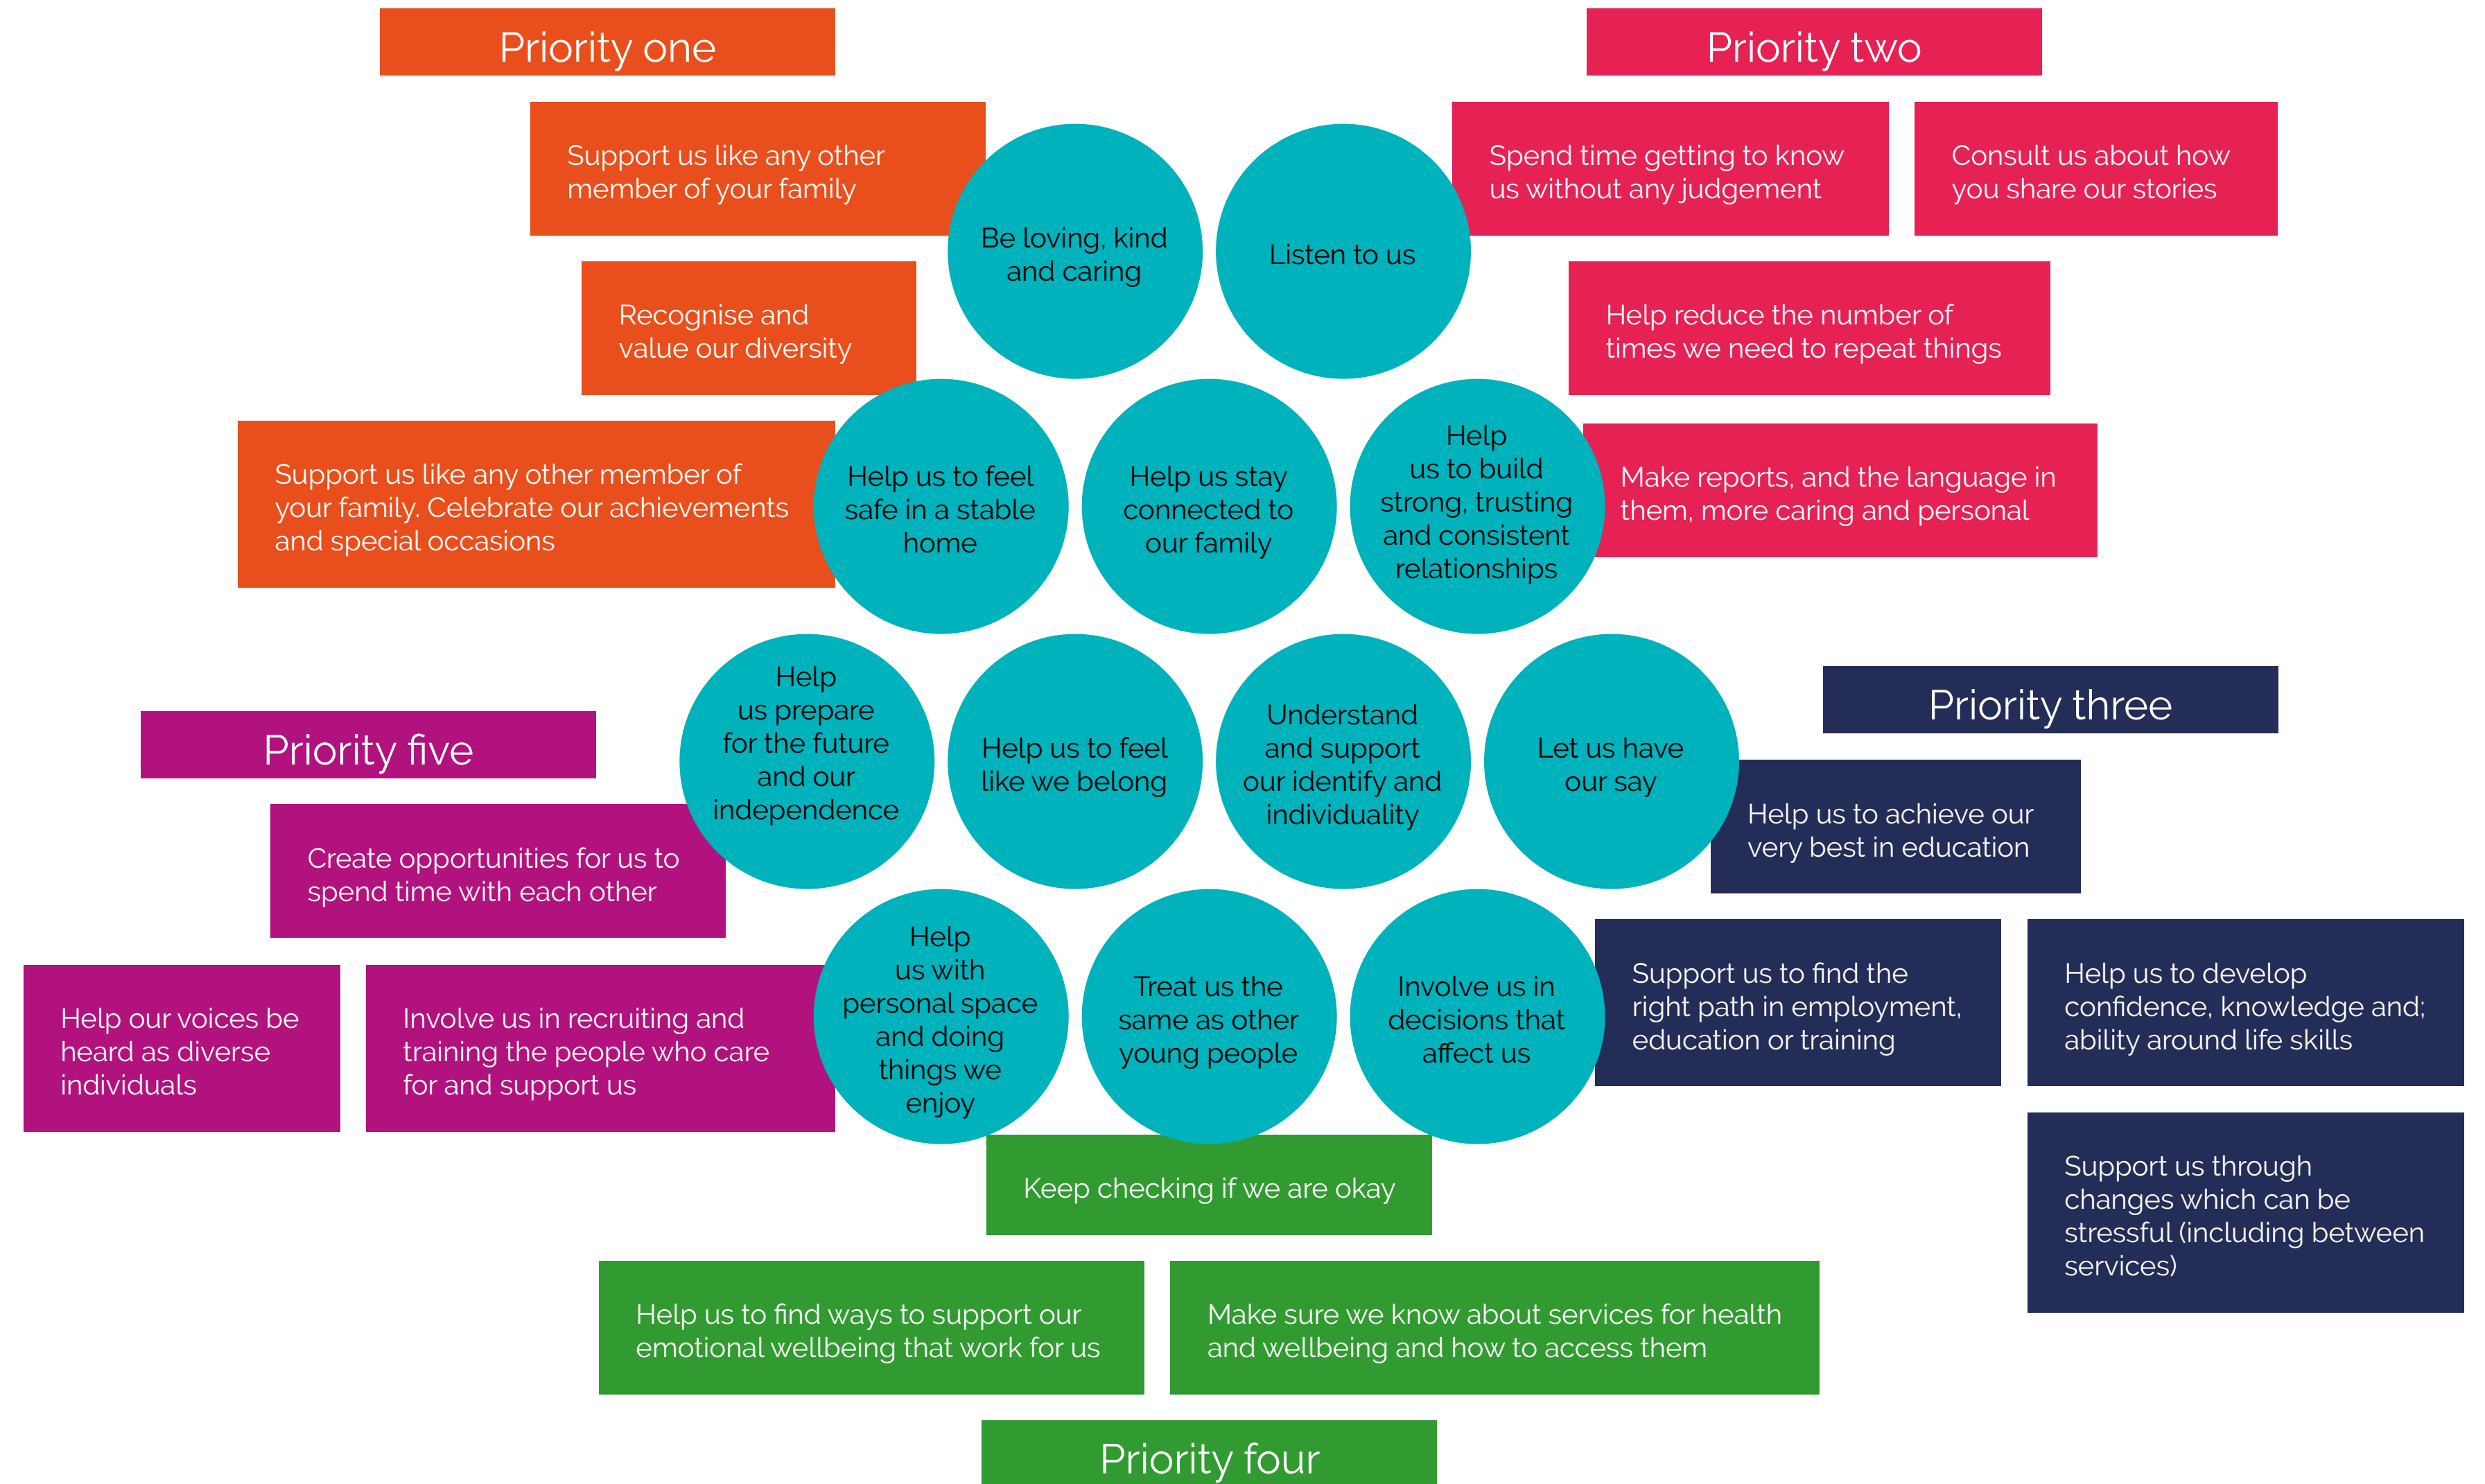 Priority one
Support us like any other
member of your family
Recognise and
value our diversity
Support us like any other member of
your family. Celebrate our achievements
and special occasions
Priority two
Spend time getting to know
us without any judgement
Consult us about how
you share our stories
Help reduce the number of
times we need to repeat things
Make reports, and the language in
them, more caring and personal
Be loving, kind
and caring
Listen to us
Help us to feel
safe in a stable
home
Help us stay
connected to
our family
Help
us to build
strong, trusting
and consistent
relationships
Help
us prepare
for the future
and our
independence
Help us to feel
like we belong
Understand
and support
our identify and
individuality
Let us have
our say
Help
us with
personal space
and doing
things we
enjoy
Treat us the
same as other
young people
Involve us in
decisions that
affect us
Priority three
Help us to achieve our
very best in education
Support us to find the
right path in employment,
education or training
Help us to develop
confidence, knowledge and;
ability around life skills
Support us through
changes which can be
stressful (including between
services)
Priority five
Create opportunities for us to
spend time with each other
Help our voices be
heard as diverse
individuals
Involve us in recruiting and
training the people who care
for and support us
Keep checking if we are okay
Help us to find ways to support our
emotional wellbeing that work for us
Make sure we know about services for health
and wellbeing and how to access them
Priority four